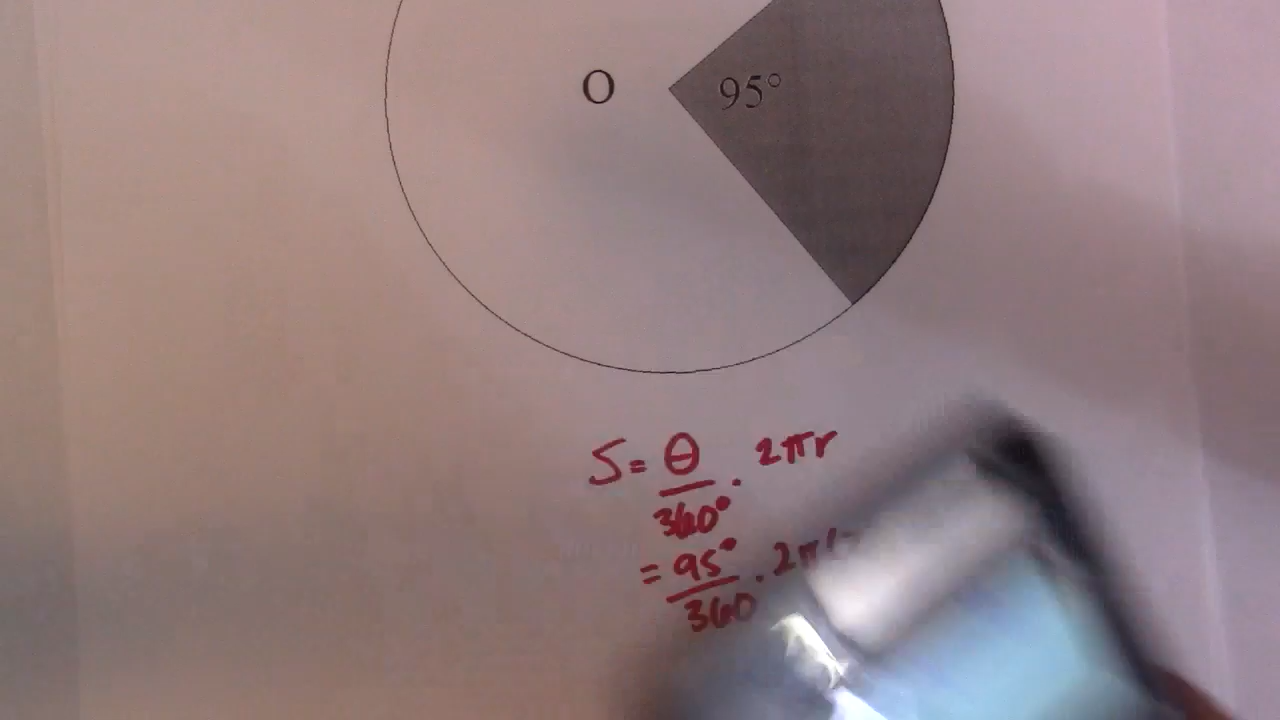 O 95°
S = θ/360° · 2πr
= 95°/360 · 2π(